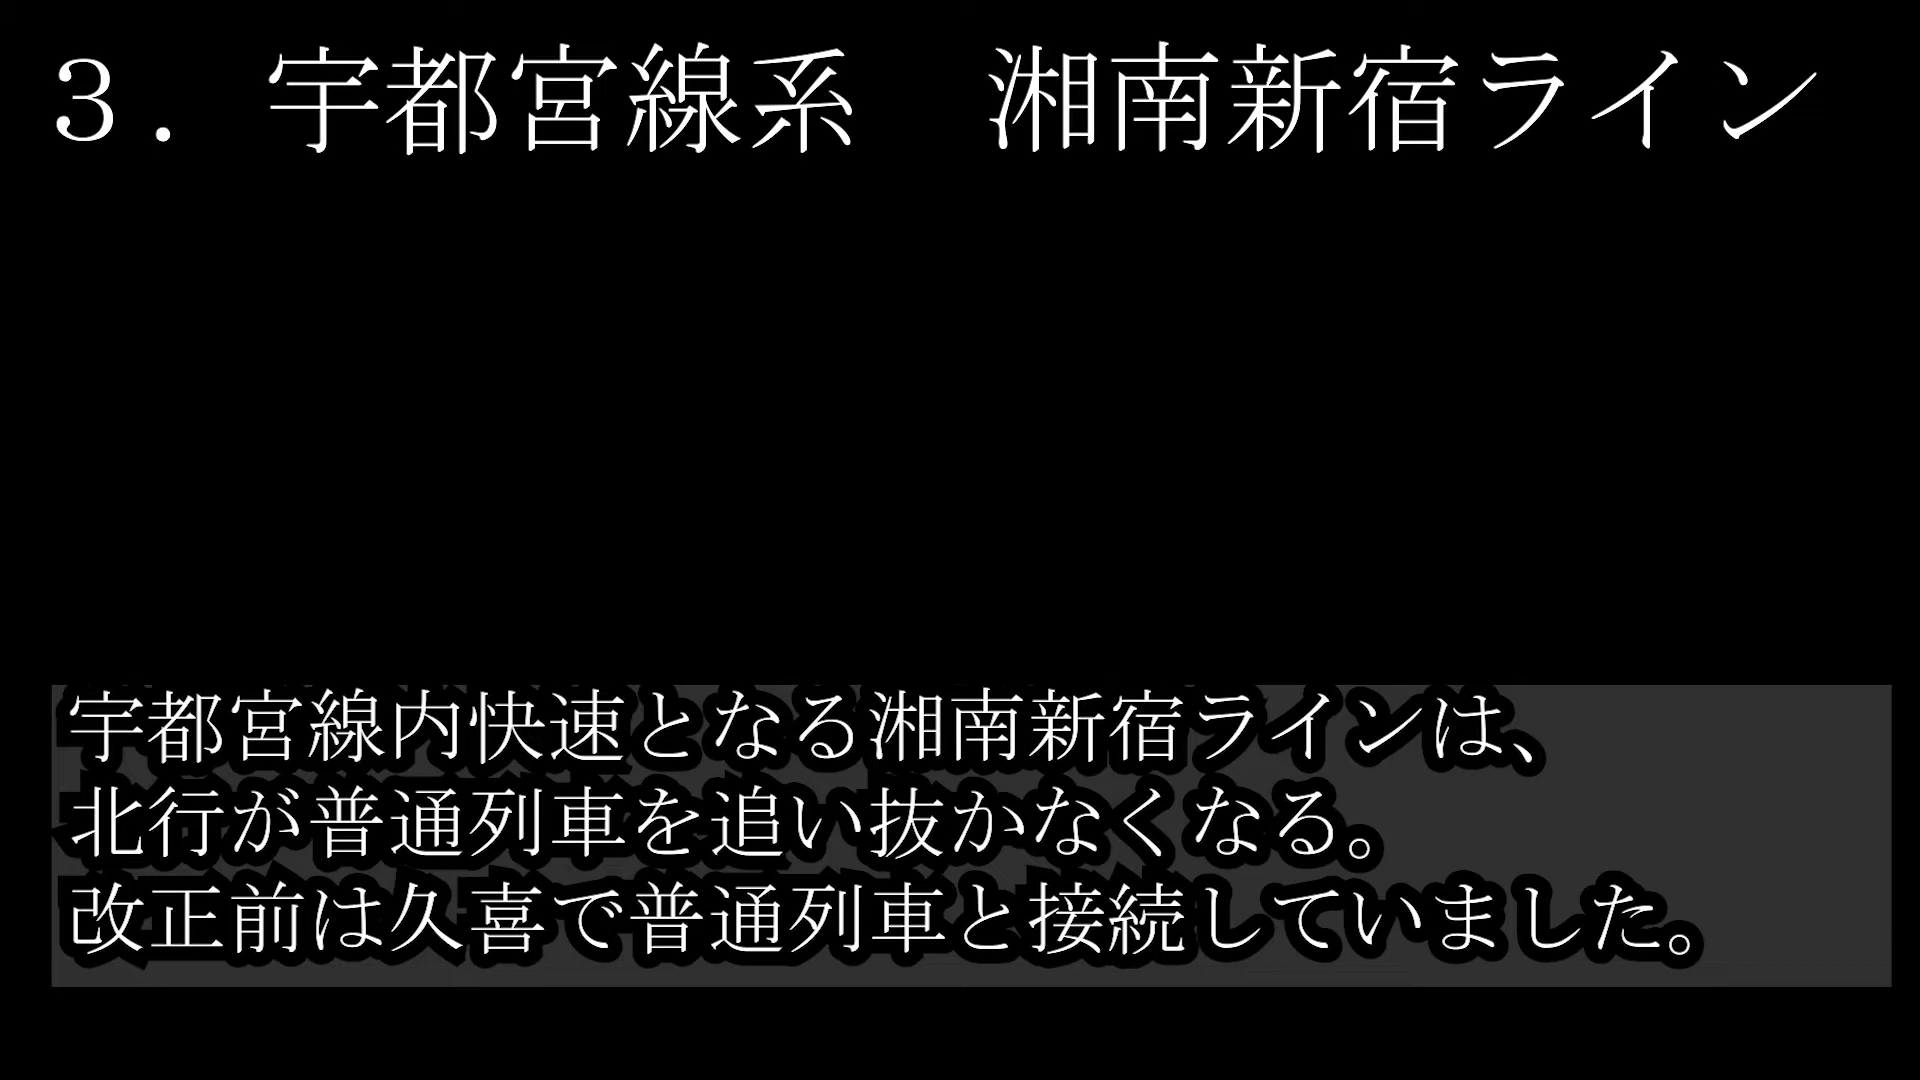 ３．宇都宮線系　湘南新宿ライン
宇都宮線内快速となる湘南新宿ラインは、
北行が普通列車を追い抜かなくなる。
改正前は久喜で普通列車と接続していました。